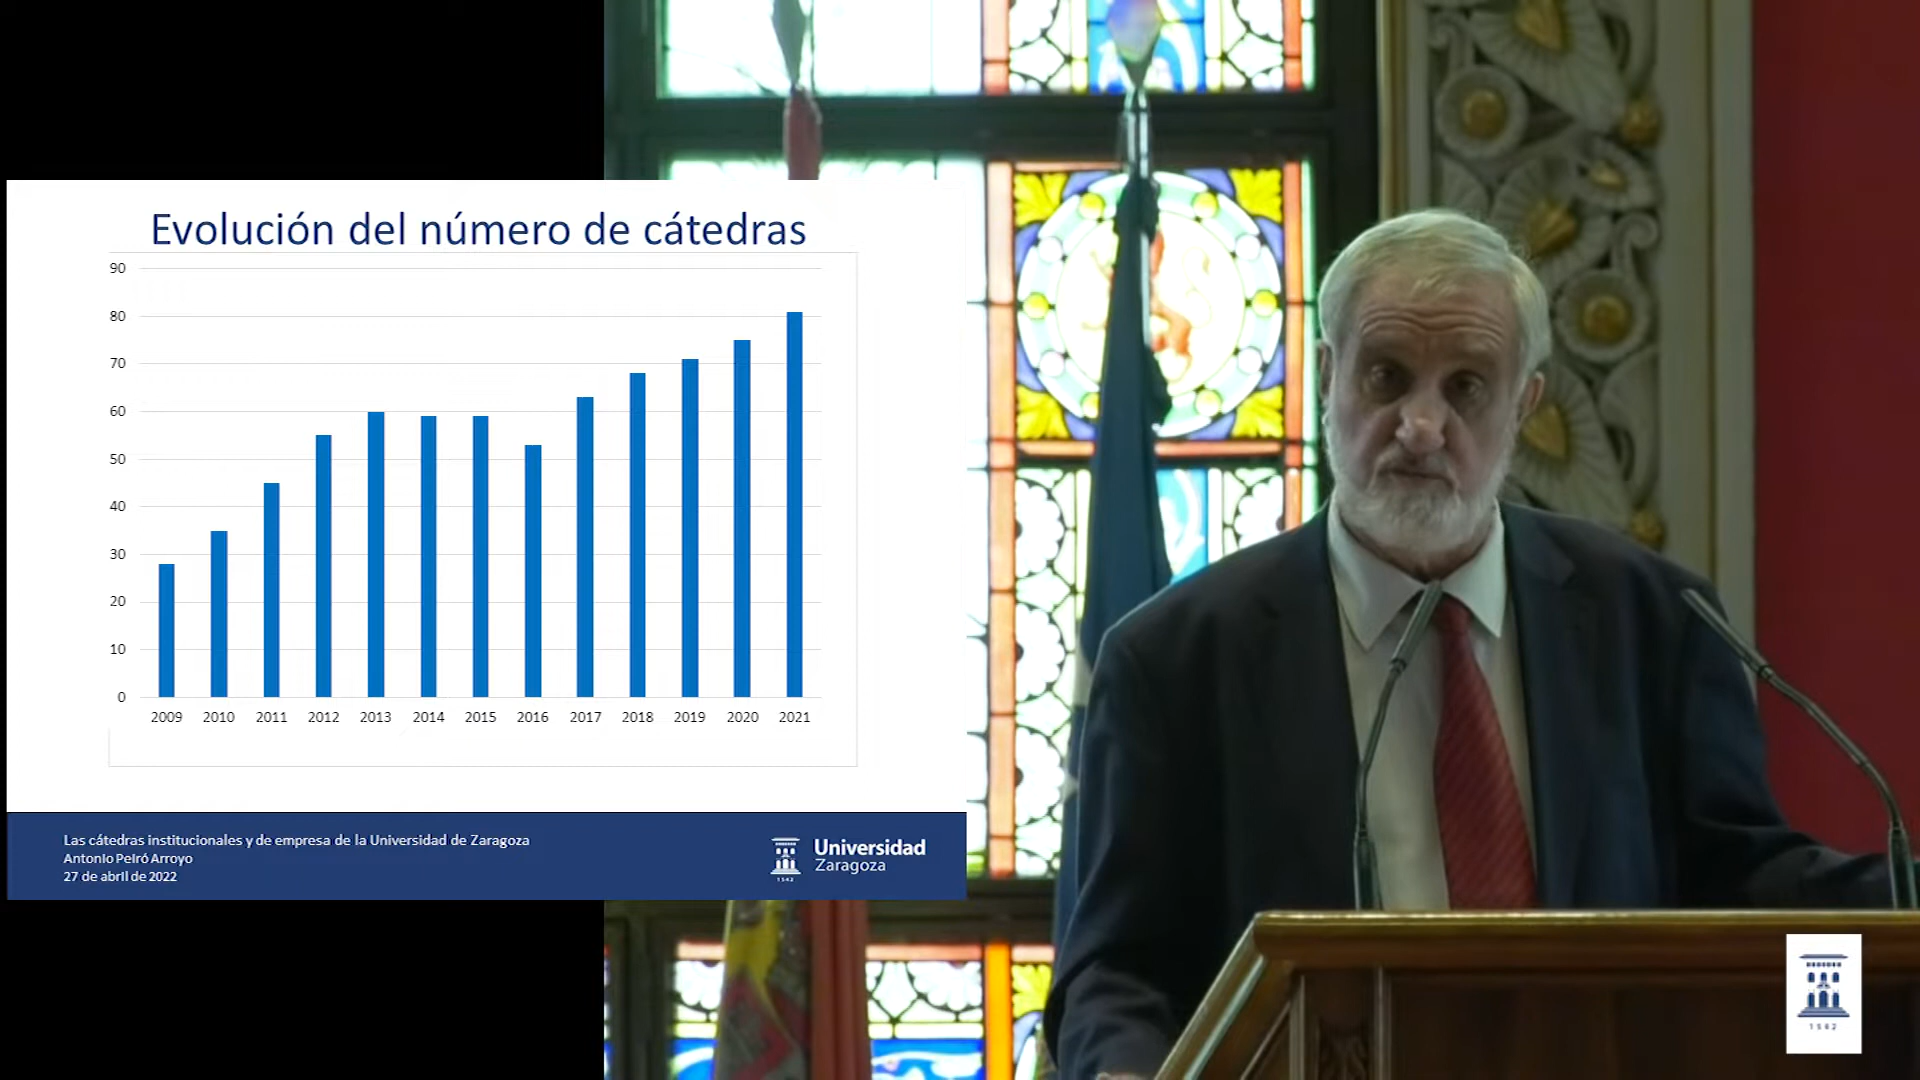 Evolución del número de cátedras
90
80
70
60
50
40
30
20
10
0
2009 2010 2011 2012 2013 2014 2015 2016 2017 2018 2019 2020 2021
Las cátedras institucionales y de empresa de la Universidad de Zaragoza
Antonio Peiró Arroyo
27 de abril de 2022
Universidad
Zaragoza
1542
1542